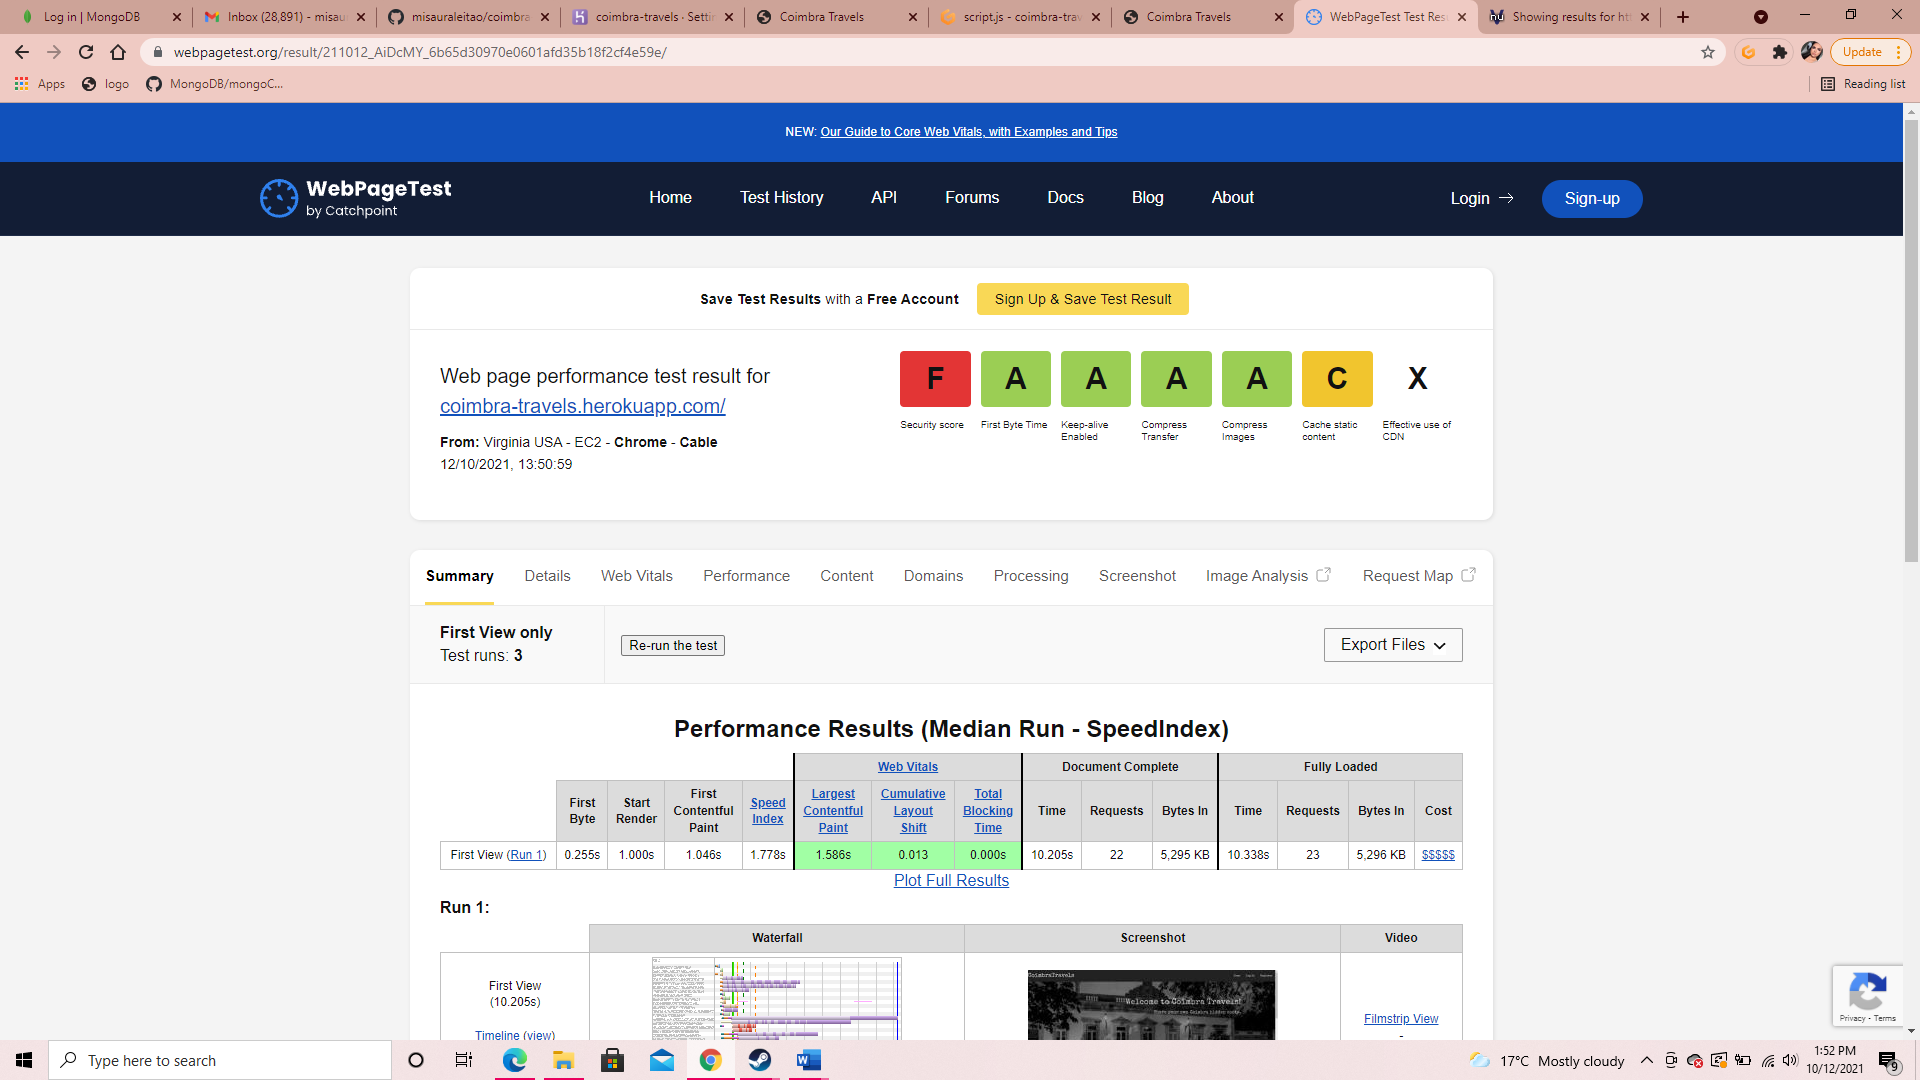 Log in | MongoDB
Inbox (28,891) - misau
misauraleitao/coimbra
coimbra-travels · Setti
Coimbra Travels
script.js - coimbra-trav
Coimbra Travels
WebPageTest Test Res
Showing results for ht
webpagetest.org/result/211012_AiDcMY_6b65d30970e0601afd35b18f2cf4e59e/
Update
Apps
logo
MongoDB/mongoC...
Reading list
NEW: Our Guide to Core Web Vitals, with Examples and Tips
WebPageTest
by Catchpoint
Home Test History API Forums Docs Blog About
Login → Sign-up
Save Test Results with a Free Account Sign Up & Save Test Result
Web page performance test result for
coimbra-travels.herokuapp.com/
From: Virginia USA - EC2 - Chrome - Cable
12/10/2021, 13:50:59
F A A A A C X
Security score
First Byte Time
Keep-alive
Enabled
Compress
Transfer
Compress
Images
Cache static
content
Effective use of
CDN
Summary Details Web Vitals Performance Content Domains Processing Screenshot Image Analysis Request Map
First View only
Test runs: 3
Re-run the test
Export Files
Performance Results (Median Run - SpeedIndex)
Web Vitals Document Complete Fully Loaded
First
Byte
Start
Render
First
Contentful
Paint
Speed
Index
Largest
Contentful
Paint
Cumulative
Layout
Shift
Total
Blocking
Time
Time Requests Bytes In Time Requests Bytes In Cost
First View (Run 1) 0.255s 1.000s 1.046s 1.778s 1.586s 0.013 0.000s 10.205s 22 5,295 KB 10.338s 23 5,296 KB $$$$$
Plot Full Results
Run 1:
Waterfall Screenshot Video
First View
(10.205s)
Timeline (view)
CoimbraTravels
Welcome to Coimbra Travels!
Filmstrip View
-
Privacy - Terms
Type here to search
17°C Mostly cloudy
1:52 PM
10/12/2021
9